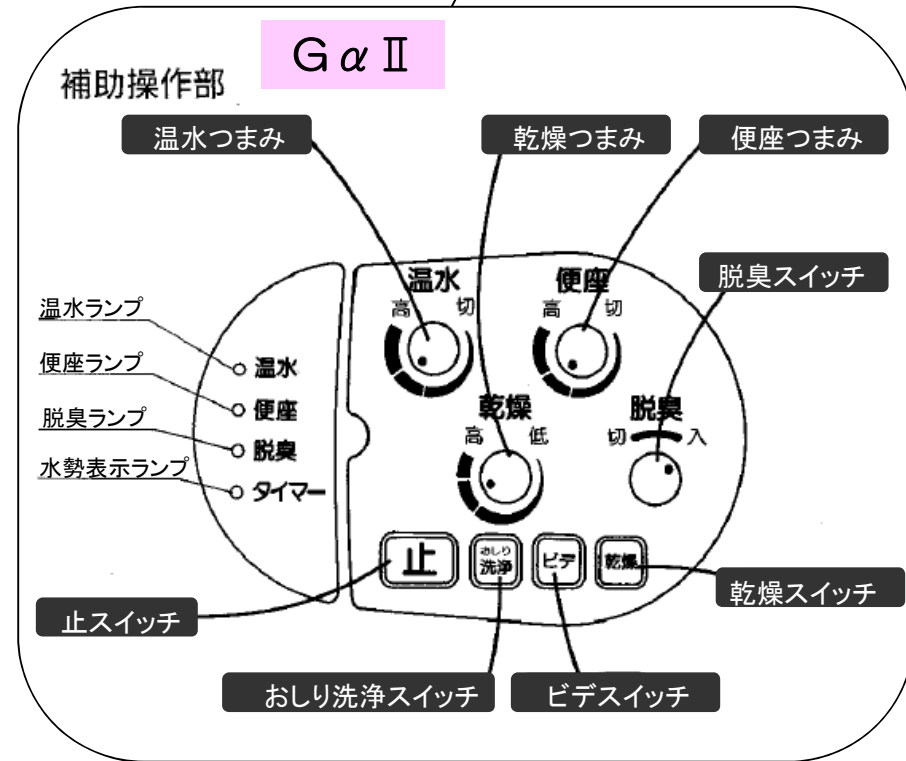 GαⅡ
補助操作部
温水つまみ
乾燥つまみ
便座つまみ
脱臭スイッチ
温水
高 切
便座
高 切
乾燥
高 低
脱臭
切 入
温水ランプ
便座ランプ
脱臭ランプ
水勢表示ランプ
温水
便座
脱臭
タイマー
止
おしり
洗浄
ビデ
乾燥
止スイッチ
乾燥スイッチ
おしり洗浄スイッチ
ビデスイッチ